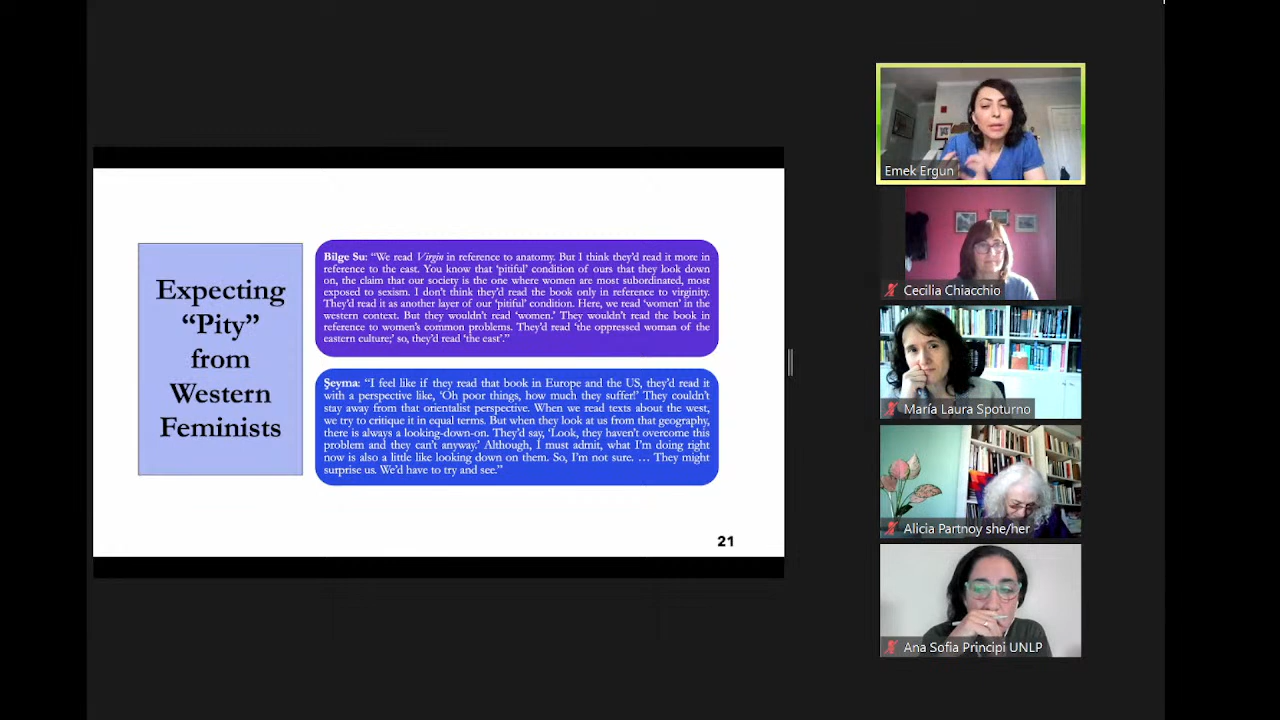 Expecting
“Pity”
from
Western
Feminists
Bilge Su: “We read Virgin in reference to anatomy. But I think they’d read it more in
reference to the east. You know that ‘pitiful’ condition of ours that they look down
on, the claim that our society is the one where women are most subordinated, most
exposed to sexism. I don’t think they’d read the book only in reference to virginity.
They’d read it as another layer of our ‘pitiful’ condition. Here, we read ‘women’ in the
western context. But they wouldn’t read ‘women.’ They wouldn’t read the book in
reference to women’s common problems. They’d read ‘the oppressed woman of the
eastern culture;’ so, they’d read ‘the east’.”
Şeyma: “I feel like if they read that book in Europe and the US, they’d read it
with a perspective like, ‘Oh poor things, how much they suffer!’ They couldn’t
stay away from that orientalist perspective. When we read texts about the west,
we try to critique it in equal terms. But when they look at us from that geography,
there is always a looking-down-on. They’d say, ‘Look, they haven’t overcome this
problem and they can’t anyway.’ Although, I must admit, what I’m doing right
now is also a little like looking down on them. So, I’m not sure. … They might
surprise us. We’d have to try and see.”
21
Emek Ergun
Cecilia Chiacchio
María Laura Spoturno
Alicia Partnoy she/her
Ana Sofia Principi UNLP